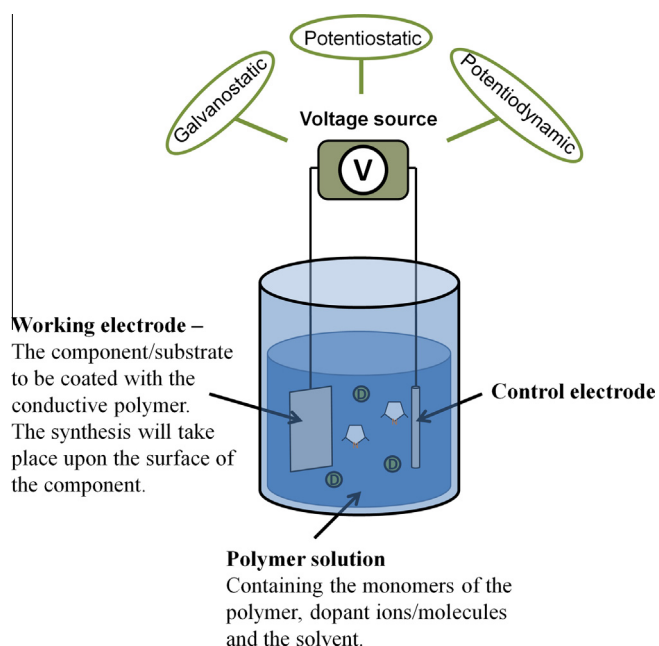 Potentiostatic
Galvanostatic
Potentiodynamic
Voltage source
V
Working electrode –
The component/substrate
to be coated with the
conductive polymer.
The synthesis will take
place upon the surface of
the component.
Control electrode
D
D
D
Polymer solution
Containing the monomers of the
polymer, dopant ions/molecules
and the solvent.